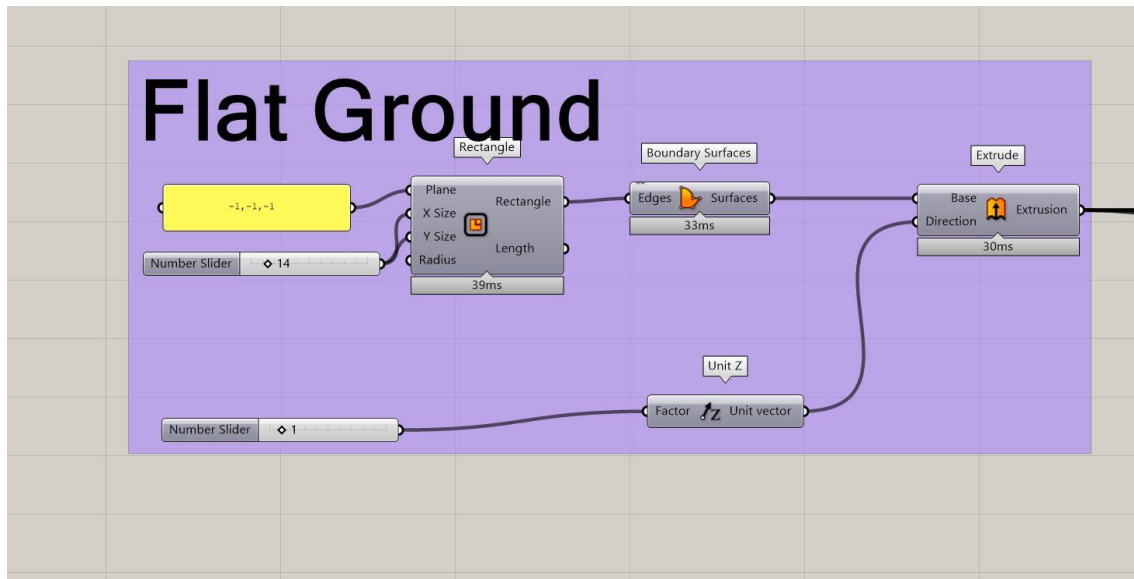 Flat Ground
Rectangle
Boundary Surfaces
Extrude
-1,-1,-1
Plane
X Size
Y Size
Radius
Rectangle
Length
39ms
Edges
Surfaces
33ms
Base
Direction
Extrusion
30ms
Number Slider
14
Unit Z
Factor
Z
Unit vector
Number Slider
1